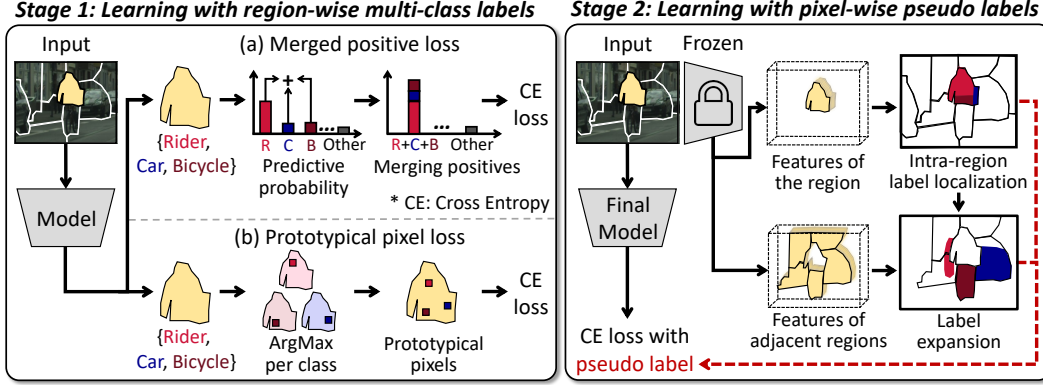 Stage 1: Learning with region-wise multi-class labels
Input
(a) Merged positive loss
{Rider,
Car, Bicycle}
R C B Other
Predictive
probability
R+C+B Other
Merging positives
CE
loss
* CE: Cross Entropy
Model
(b) Prototypical pixel loss
{Rider,
Car, Bicycle}
ArgMax
per class
Prototypical
pixels
CE
loss
Stage 2: Learning with pixel-wise pseudo labels
Input
Frozen
Features of
the region
Intra-region
label localization
Final
Model
Features of
adjacent regions
Label
expansion
CE loss with
pseudo label